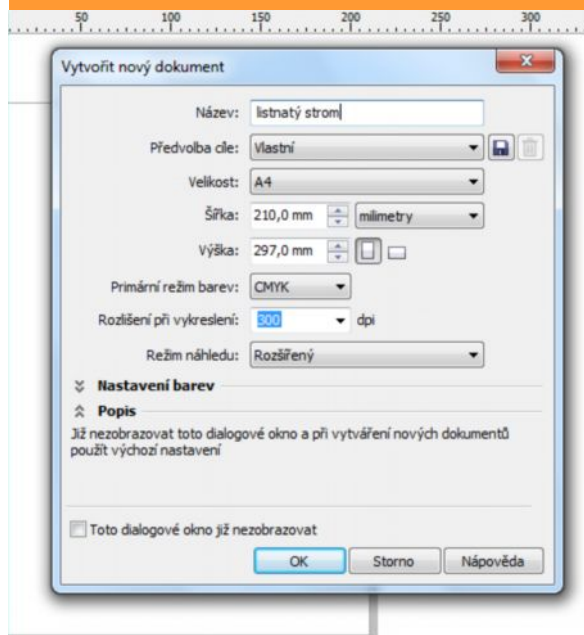 50 100 150 200 250 300
Vytvořit nový dokument
Název: listnatý strom
Předvolba cíle: Vlastní
Velikost: A4
Šířka: 210,0 mm milimetry
Výška: 297,0 mm
Primární režim barev: CMYK
Rozlišení při vykreslení: 300 dpi
Režim náhledu: Rozšířený
Nastavení barev
Popis
Již nezobrazovat toto dialogové okno a při vytváření nových dokumentů
použít výchozí nastavení
Toto dialogové okno již nezobrazovat
OK Storno Nápověda